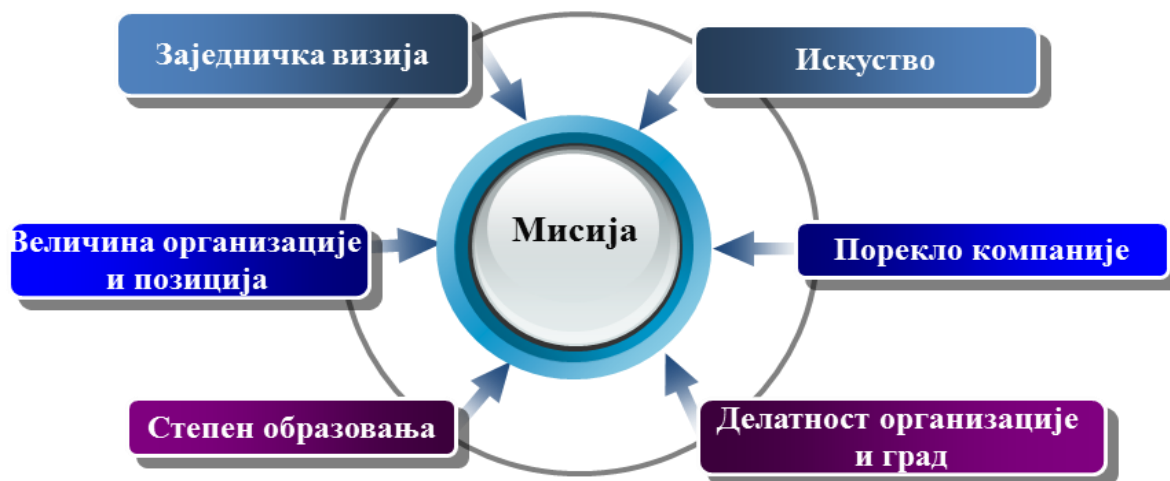 Заједничка визија
Искуство
Мисија
Величина организације
и позиција
Порекло компаније
Степен образовања
Делатност организације
и град